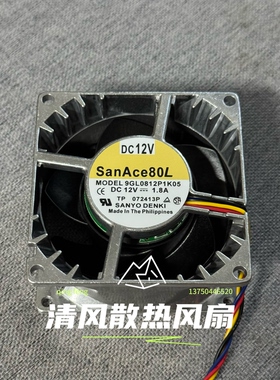 DC12V
SanAce80L
MODEL 9GL0812P1K05
DC 12V 1.8A
TP 072413P
SANYO DENKI
Made In The Philippines
13750446520
清风散热风扇